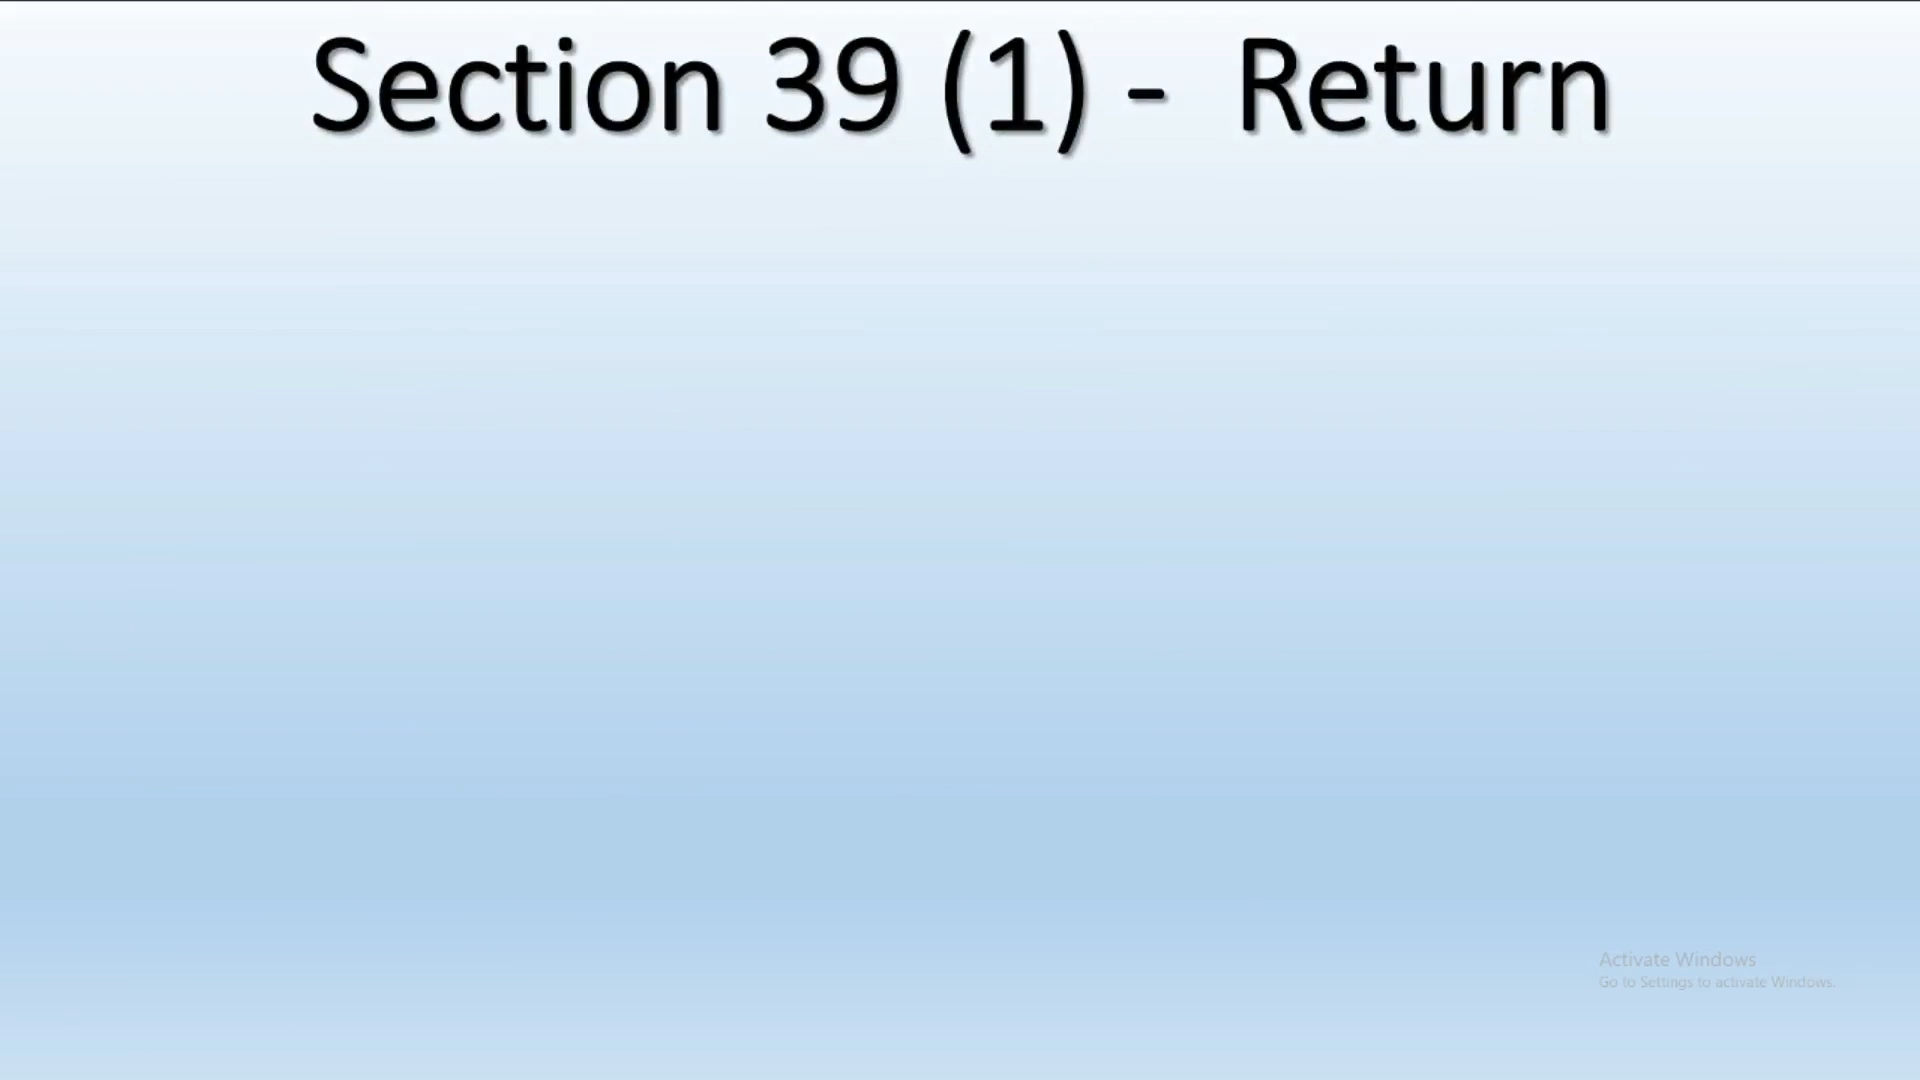 Section 39 (1) - Return
Activate Windows
Go to Settings to activate Windows.